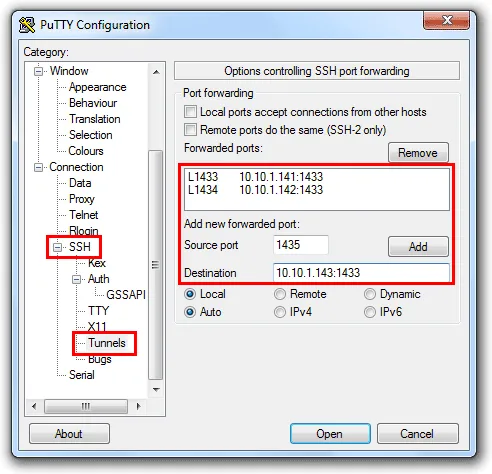 PuTTY Configuration
Category:
Window
Appearance
Behaviour
Translation
Selection
Colours
Connection
Data
Proxy
Telnet
Rlogin
SSH
Kex
Auth
GSSAPI
TTY
X11
Tunnels
Bugs
Serial
Options controlling SSH port forwarding
Port forwarding
Local ports accept connections from other hosts
Remote ports do the same (SSH-2 only)
Forwarded ports:
Remove
L1433 10.10.1.141:1433
L1434 10.10.1.142:1433
Add new forwarded port:
Source port 1435 Add
Destination 10.10.1.143:1433
Local Remote Dynamic
Auto IPv4 IPv6
About Open Cancel